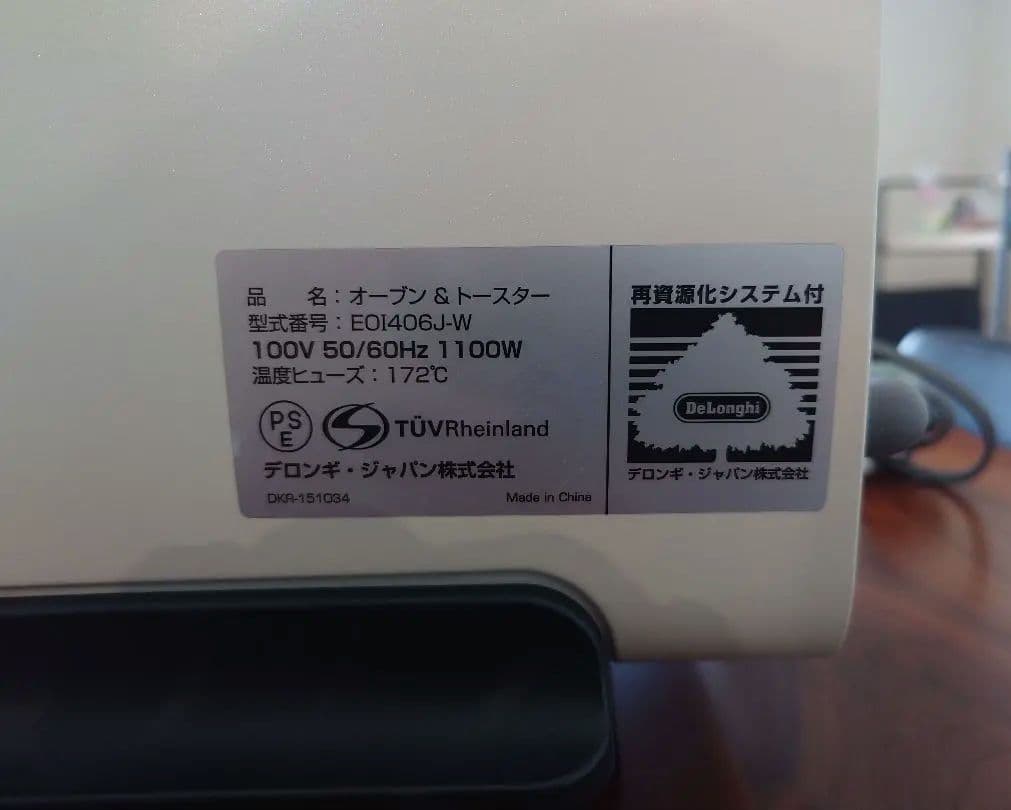 品　　名：オーブン & トースター
型式番号：EOI406J-W
100V 50/60Hz 1100W
温度ヒューズ：172℃
PS
E
TÜVRheinland
デロンギ・ジャパン株式会社
DKR-151034 Made in China
再資源化システム付
DeLonghi
デロンギ・ジャパン株式会社